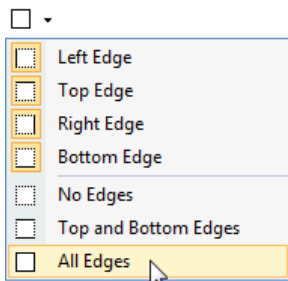 Left Edge
Top Edge
Right Edge
Bottom Edge
No Edges
Top and Bottom Edges
All Edges